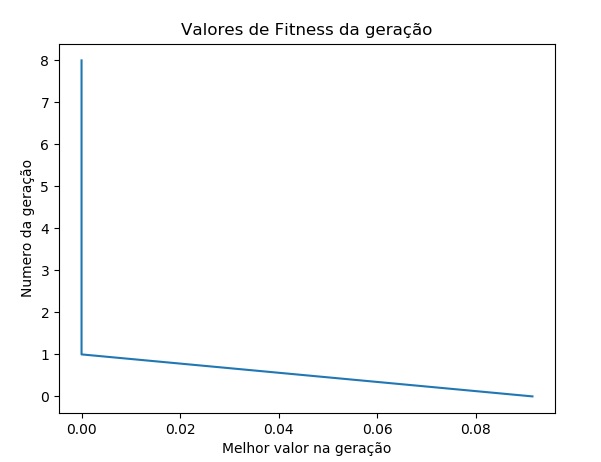 Valores de Fitness da geração
8
7
6
5
4
3
2
1
0
Numero da geração
0.00 0.02 0.04 0.06 0.08
Melhor valor na geração